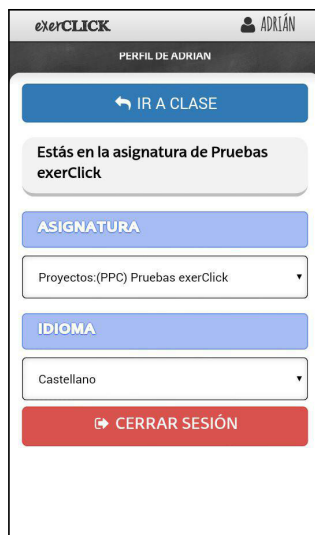 exerCLICK
ADRIÁN
PERFIL DE ADRIAN
IR A CLASE
Estás en la asignatura de Pruebas
exerClick
ASIGNATURA
Proyectos:(PPC) Pruebas exerClick
IDIOMA
Castellano
CERRAR SESIÓN